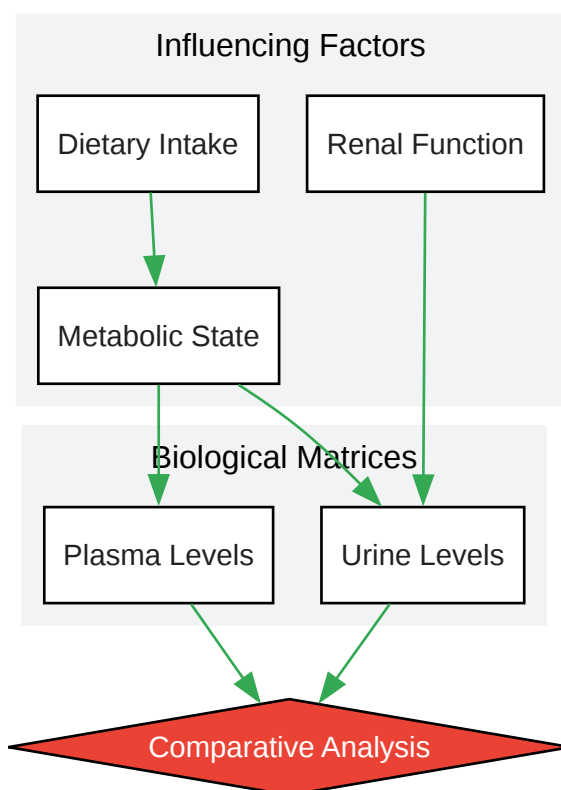 Influencing Factors
Dietary Intake
Renal Function
Metabolic State
Biological Matrices
Plasma Levels
Urine Levels
Comparative Analysis